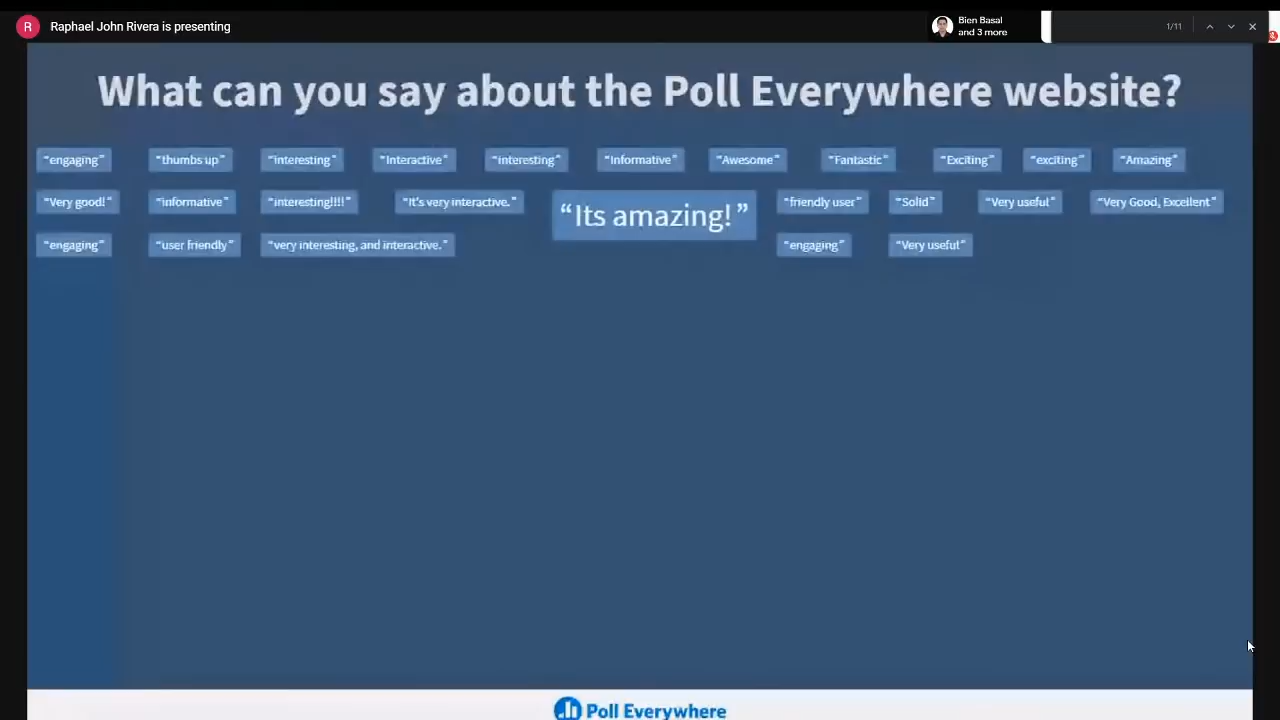 R Raphael John Rivera is presenting
Bien Basal
and 3 more
1/11
What can you say about the Poll Everywhere website?
“engaging” “thumbs up” “interesting” “Interactive” “interesting” “Informative” “Awesome” “Fantastic” “Exciting” “exciting” “Amazing”
“Very good!” “informative” “interesting!!!!” “It's very interactive.” “Its amazing!” “friendly user” “Solid” “Very useful” “Very Good, Excellent”
“engaging” “user friendly” “very interesting, and interactive.” “engaging” “Very useful”
Poll Everywhere